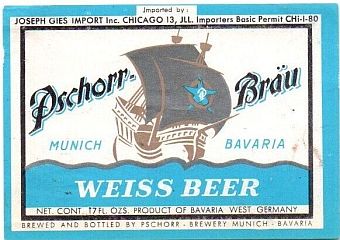 Imported by:
JOSEPH GIES IMPORT Inc. CHICAGO 13, JLL. Importers Basic Permit CHi-I-80
Pschorr-Bräu
MUNICH BAVARIA
WEISS BEER
NET. CONT. 17 FL. OZS. PRODUCT OF BAVARIA WEST GERMANY
BREWED AND BOTTLED BY PSCHORR - BREWERY MUNICH - BAVARIA